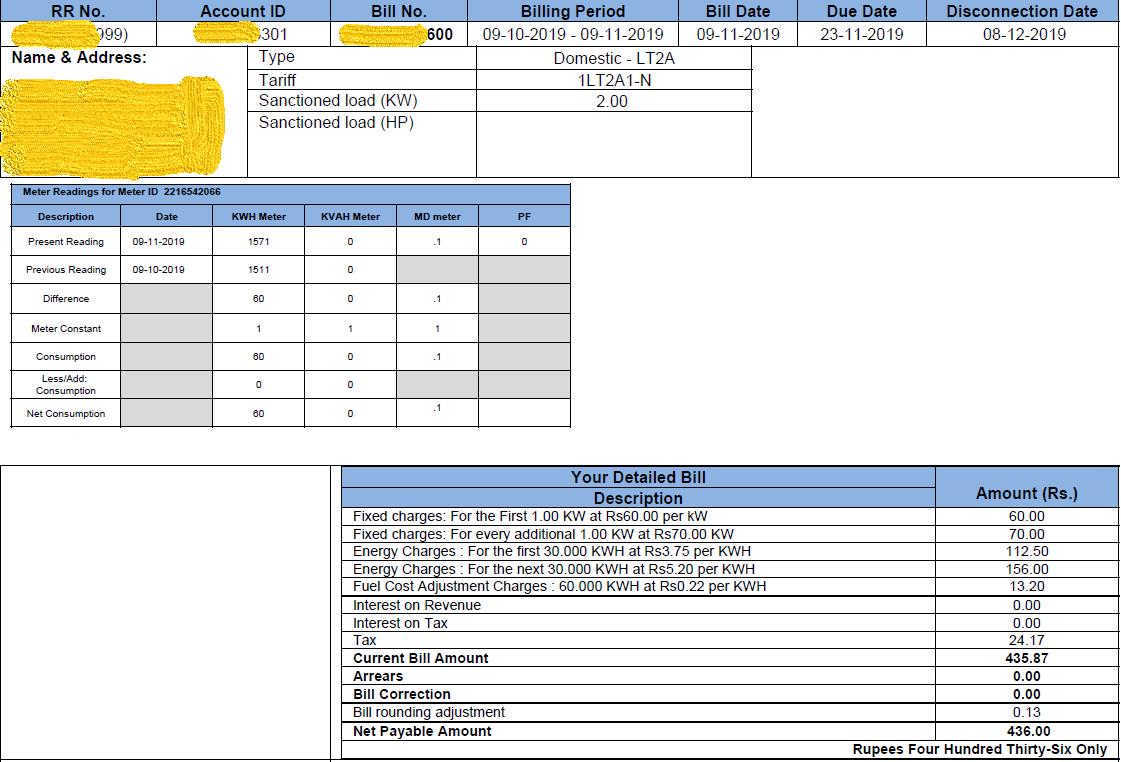 RR No. Account ID Bill No. Billing Period Bill Date Due Date Disconnection Date
999) 301 600 09-10-2019 - 09-11-2019 09-11-2019 23-11-2019 08-12-2019
Name & Address:
Type Domestic - LT2A
Tariff 1LT2A1-N
Sanctioned load (KW) 2.00
Sanctioned load (HP)
Meter Readings for Meter ID 2216542066
Description Date KWH Meter KVAH Meter MD meter PF
Present Reading 09-11-2019 1571 0 .1 0
Previous Reading 09-10-2019 1511 0
Difference 60 0 .1
Meter Constant 1 1 1
Consumption 60 0 .1
Less/Add:
Consumption 0 0
Net Consumption 60 0 .1
Your Detailed Bill
Description Amount (Rs.)
Fixed charges: For the First 1.00 KW at Rs60.00 per kW 60.00
Fixed charges: For every additional 1.00 KW at Rs70.00 KW 70.00
Energy Charges : For the first 30.000 KWH at Rs3.75 per KWH 112.50
Energy Charges : For the next 30.000 KWH at Rs5.20 per KWH 156.00
Fuel Cost Adjustment Charges : 60.000 KWH at Rs0.22 per KWH 13.20
Interest on Revenue 0.00
Interest on Tax 0.00
Tax 24.17
Current Bill Amount 435.87
Arrears 0.00
Bill Correction 0.00
Bill rounding adjustment 0.13
Net Payable Amount 436.00
Rupees Four Hundred Thirty-Six Only